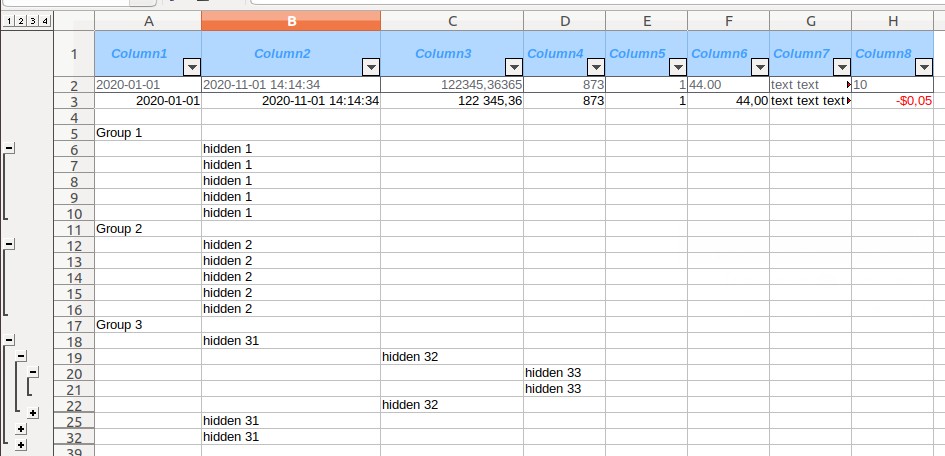 1 2 3 4
A B C D E F G H
1 Column1 Column2 Column3 Column4 Column5 Column6 Column7 Column8
2 2020-01-01 2020-11-01 14:14:34 122345,36365 873 1 44.00 text text 10
3 2020-01-01 2020-11-01 14:14:34 122 345,36 873 1 44,00 text text text -$0,05
4
5 Group 1
6 hidden 1
7 hidden 1
8 hidden 1
9 hidden 1
10 hidden 1
11 Group 2
12 hidden 2
13 hidden 2
14 hidden 2
15 hidden 2
16 hidden 2
17 Group 3
18 hidden 31
19 hidden 32
20 hidden 33
21 hidden 33
22 hidden 32
25 hidden 31
32 hidden 31
39